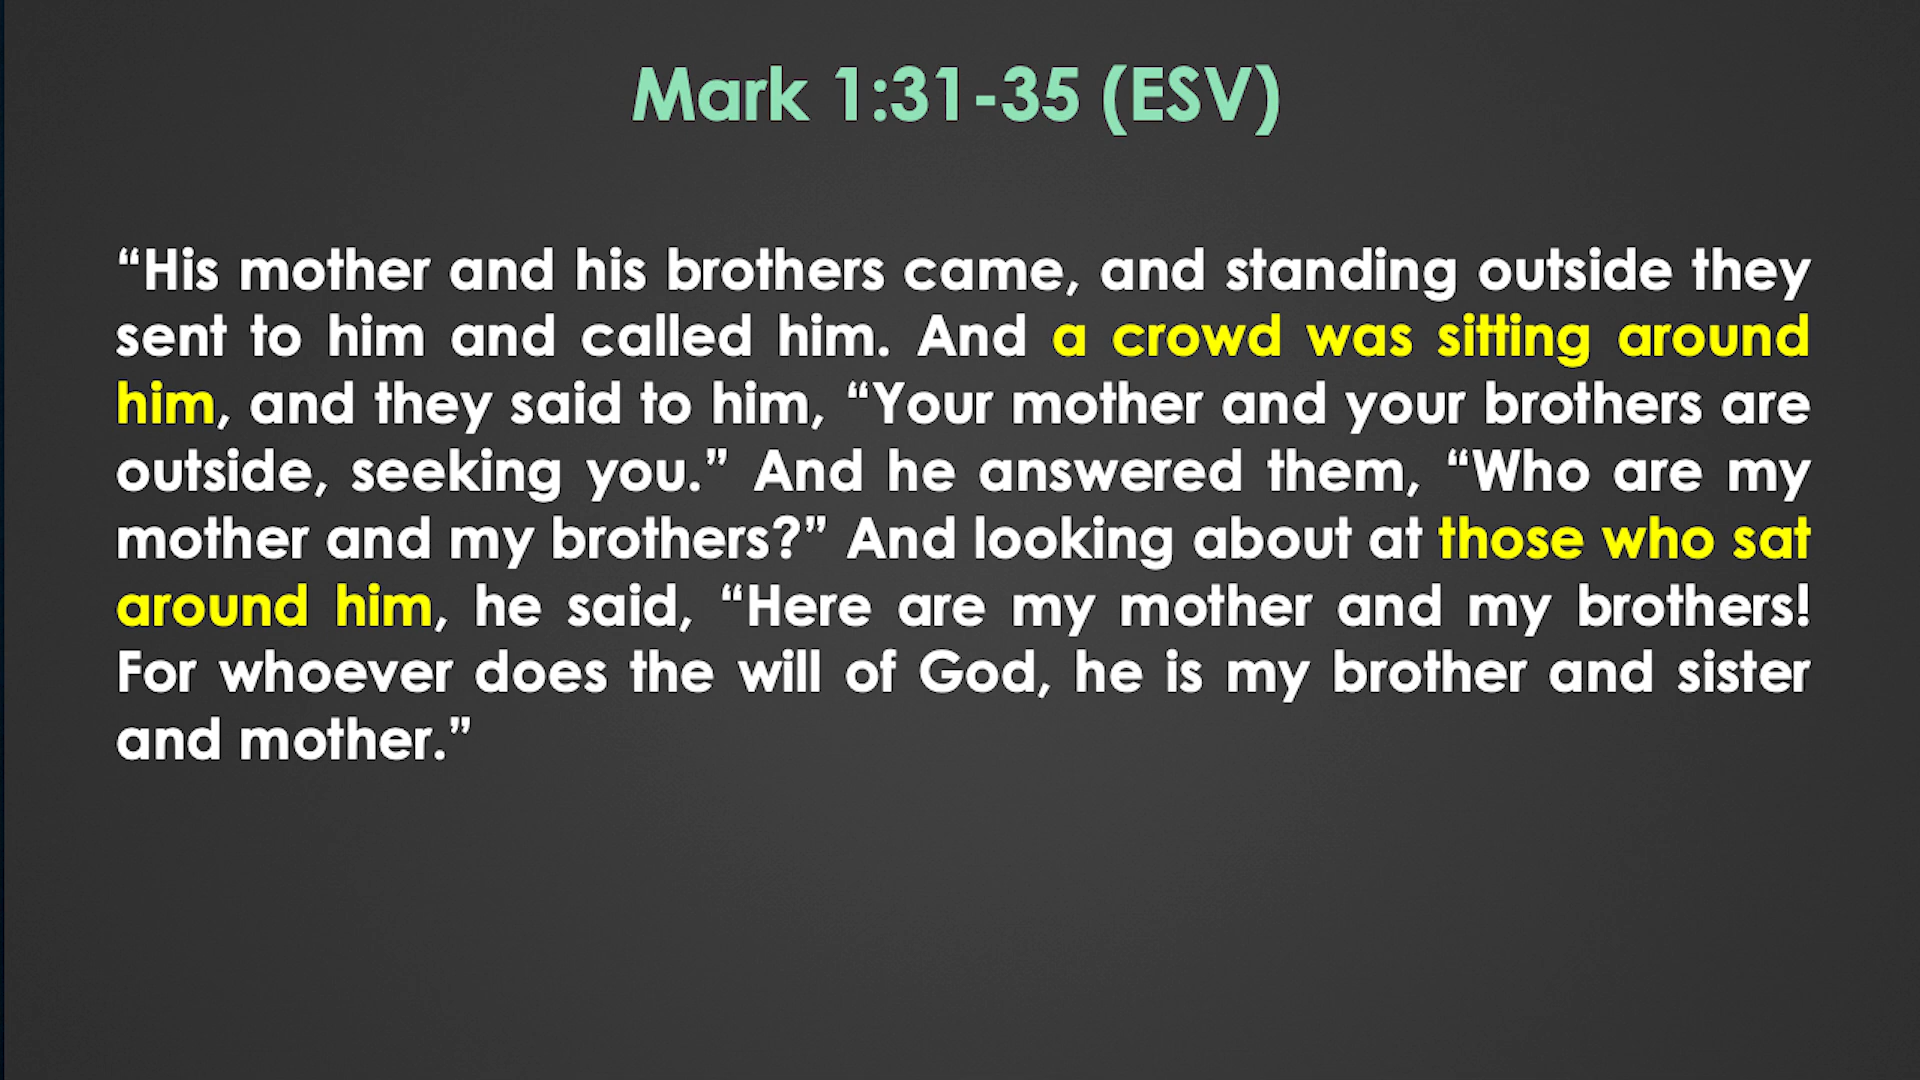 Mark 1:31-35 (ESV)
“His mother and his brothers came, and standing outside they
sent to him and called him. And a crowd was sitting around
him, and they said to him, “Your mother and your brothers are
outside, seeking you.” And he answered them, “Who are my
mother and my brothers?” And looking about at those who sat
around him, he said, “Here are my mother and my brothers!
For whoever does the will of God, he is my brother and sister
and mother.”